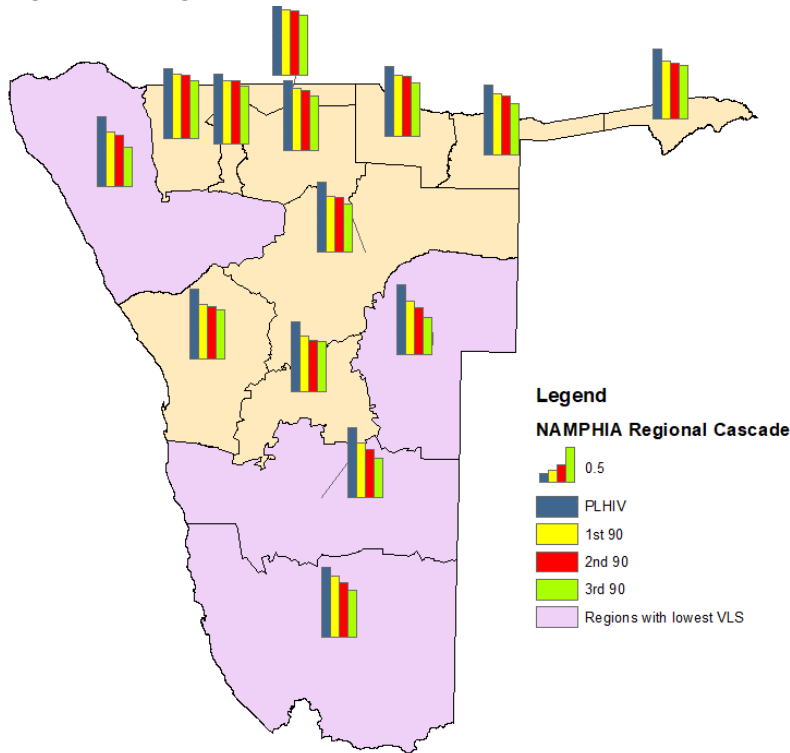 Legend
NAMPHIA Regional Cascade
0.5
PLHIV
1st 90
2nd 90
3rd 90
Regions with lowest VLS